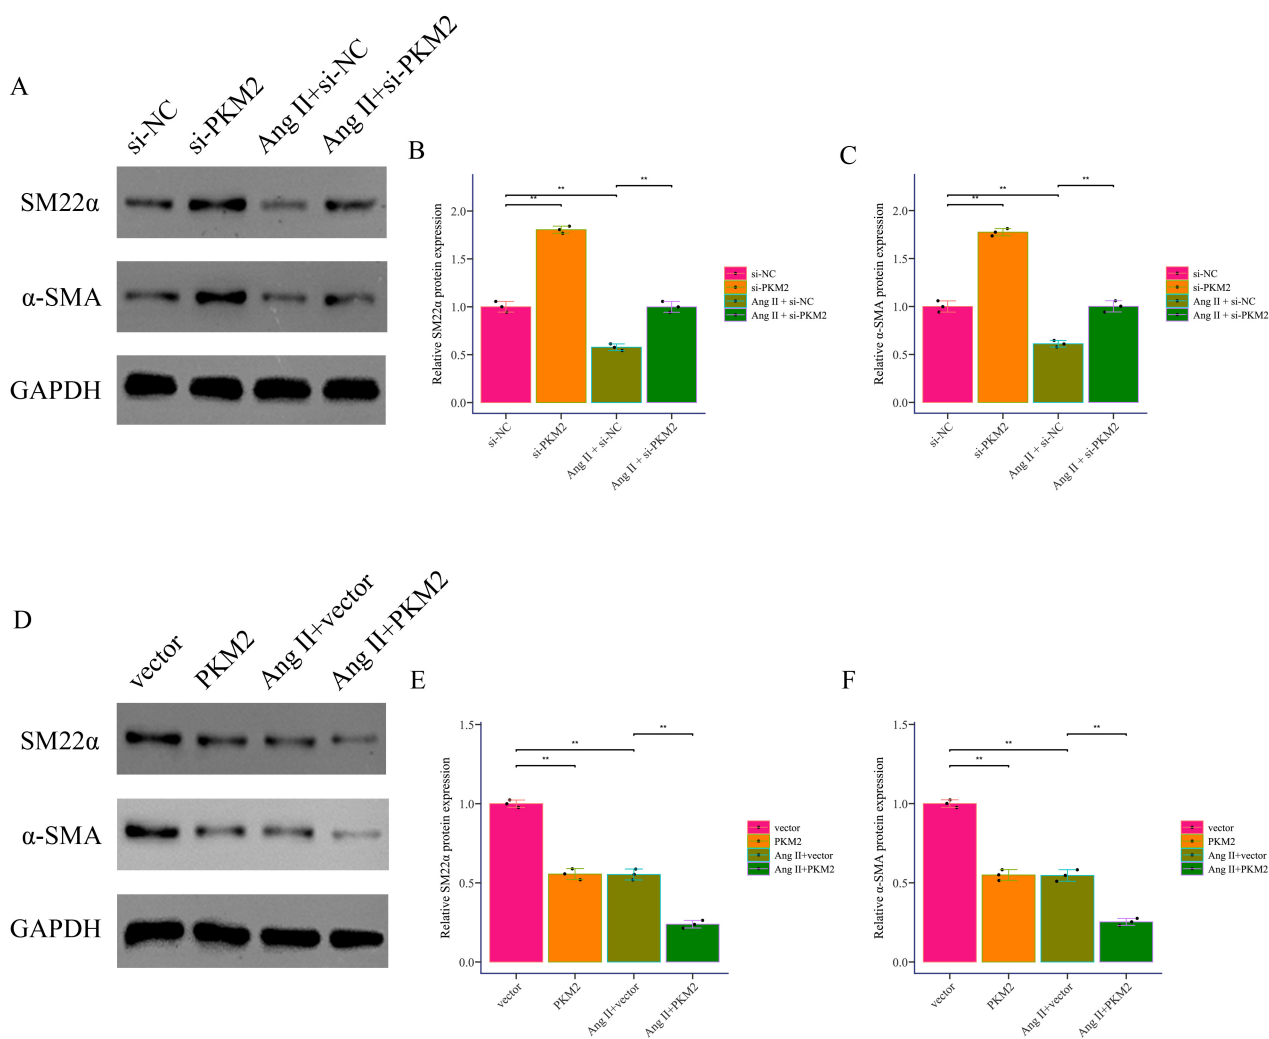 A
si-NC
si-PKM2
Ang II+si-NC
Ang II+si-PKM2
SM22α
α-SMA
GAPDH
B
Relative SM22α protein expression
2.0
1.5
1.0
0.5
0.0
**
**
**
si-NC
si-PKM2
Ang II + si-NC
Ang II + si-PKM2
si-NC
si-PKM2
Ang II + si-NC
Ang II + si-PKM2
C
Relative α-SMA protein expression
2.0
1.5
1.0
0.5
0.0
**
**
**
si-NC
si-PKM2
Ang II + si-NC
Ang II + si-PKM2
si-NC
si-PKM2
Ang II + si-NC
Ang II + si-PKM2
D
vector
PKM2
Ang II+vector
Ang II+PKM2
SM22α
α-SMA
GAPDH
E
Relative SM22α protein expression
1.5
1.0
0.5
0.0
**
**
**
vector
PKM2
Ang II+vector
Ang II+PKM2
vector
PKM2
Ang II+vector
Ang II+PKM2
F
Relative α-SMA protein expression
1.5
1.0
0.5
0.0
**
**
**
vector
PKM2
Ang II+vector
Ang II+PKM2
vector
PKM2
Ang II+vector
Ang II+PKM2